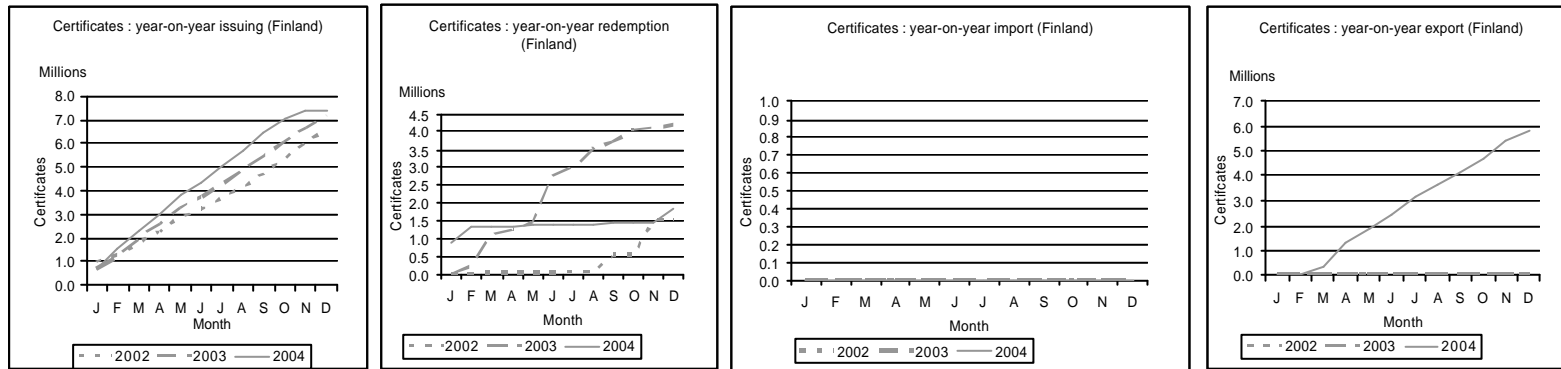 Certificates : year-on-year issuing (Finland)
Millions
8.0
7.0
6.0
5.0
4.0
3.0
2.0
1.0
0.0
Certifcates
J F M A M J J A S O N D
Month
2002 2003 2004
Certificates : year-on-year redemption
(Finland)
Millions
4.5
4.0
3.5
3.0
2.5
2.0
1.5
1.0
0.5
0.0
Certifcates
J F M A M J J A S O N D
Month
2002 2003 2004
Certificates : year-on-year import (Finland)
1.0
0.9
0.8
0.7
0.6
0.5
0.4
0.3
0.2
0.1
0.0
Certifcates
J F M A M J J A S O N D
Month
2002 2003 2004
Certificates : year-on-year export (Finland)
Millions
7.0
6.0
5.0
4.0
3.0
2.0
1.0
0.0
Certifcates
J F M A M J J A S O N D
Month
2002 2003 2004